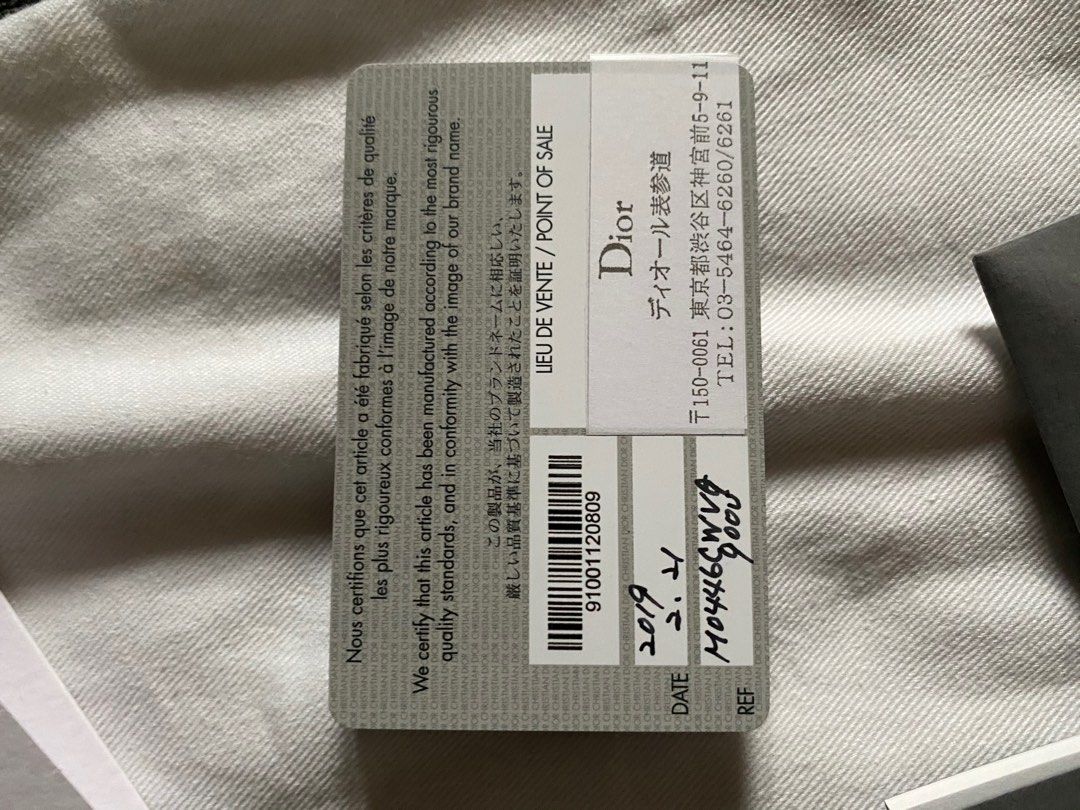 Nous certifions que cet article a été fabriqué selon les critères de qualité
les plus rigoureux conformes à l'image de notre marque.
We certify that this article has been manufactured according to the most rigourous
quality standards, and in conformity with the image of our brand name.
この製品が、当社のブランドネームに相応しい、
厳しい品質基準に基づいて製造されたことを証明いたします。
910011120809
LIEU DE VENTE / POINT OF SALE
Dior
ディオール表参道
〒150-0061 東京都渋谷区神宮前5-9-11
TEL:03-5464-6260/6261
DATE
2019
2.21
REF
M0446CWVG
900U